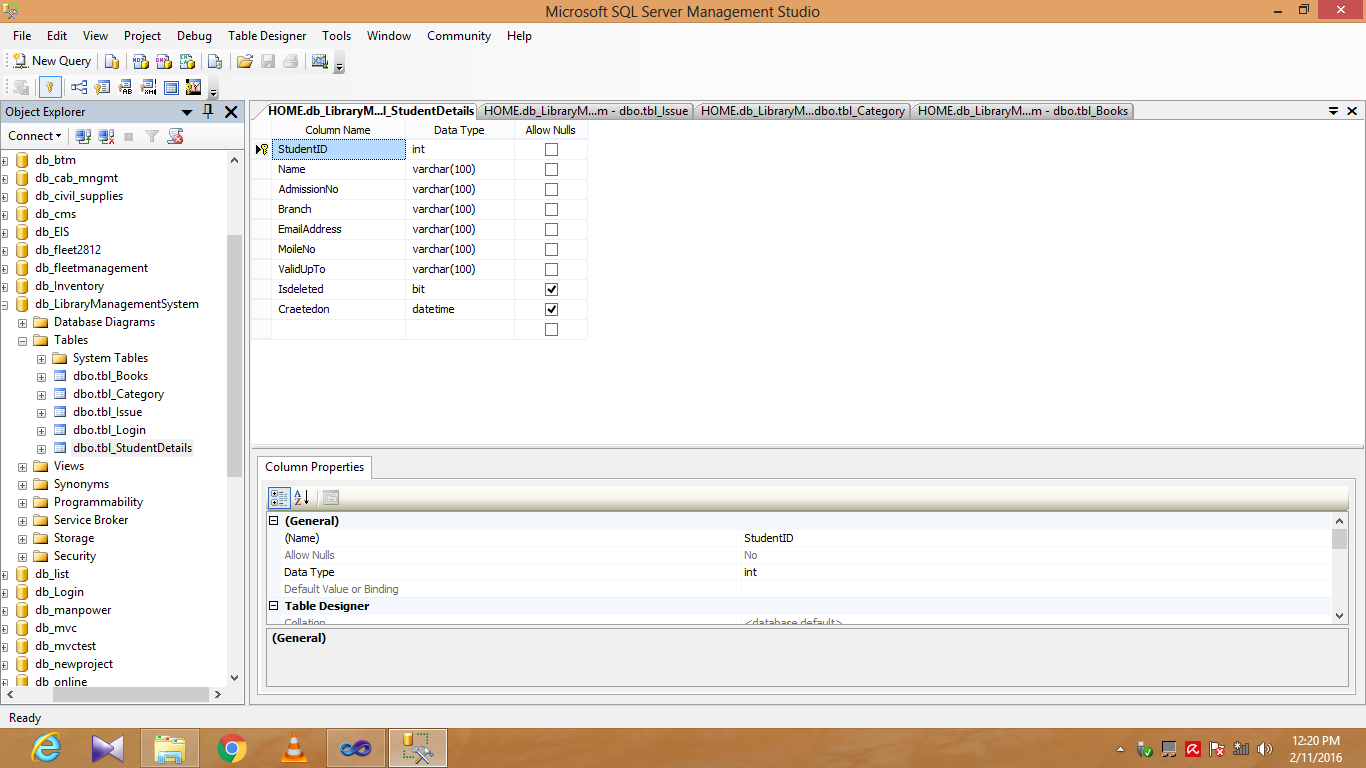 Microsoft SQL Server Management Studio
File Edit View Project Debug Table Designer Tools Window Community Help
New Query
Object Explorer
Connect
db_btm
db_cab_mngmt
db_civil_supplies
db_cms
db_EIS
db_fleet2812
db_fleetmanagement
db_Inventory
db_LibraryManagementSystem
Database Diagrams
Tables
System Tables
dbo.tbl_Books
dbo.tbl_Category
dbo.tbl_Issue
dbo.tbl_Login
dbo.tbl_StudentDetails
Views
Synonyms
Programmability
Service Broker
Storage
Security
db_list
db_Login
db_manpower
db_mvc
db_mvctest
db_newproject
db_online
HOME.db_LibraryM...l_StudentDetails HOME.db_LibraryM...m - dbo.tbl_Issue HOME.db_LibraryM...dbo.tbl_Category HOME.db_LibraryM...m - dbo.tbl_Books
Column Name Data Type Allow Nulls
StudentID int
Name varchar(100)
AdmissionNo varchar(100)
Branch varchar(100)
EmailAddress varchar(100)
MoileNo varchar(100)
ValidUpTo varchar(100)
Isdeleted bit
Craetedon datetime
Column Properties
(General)
(Name) StudentID
Allow Nulls No
Data Type int
Default Value or Binding
Table Designer
Collation <database default>
(General)
Ready
12:20 PM
2/11/2016